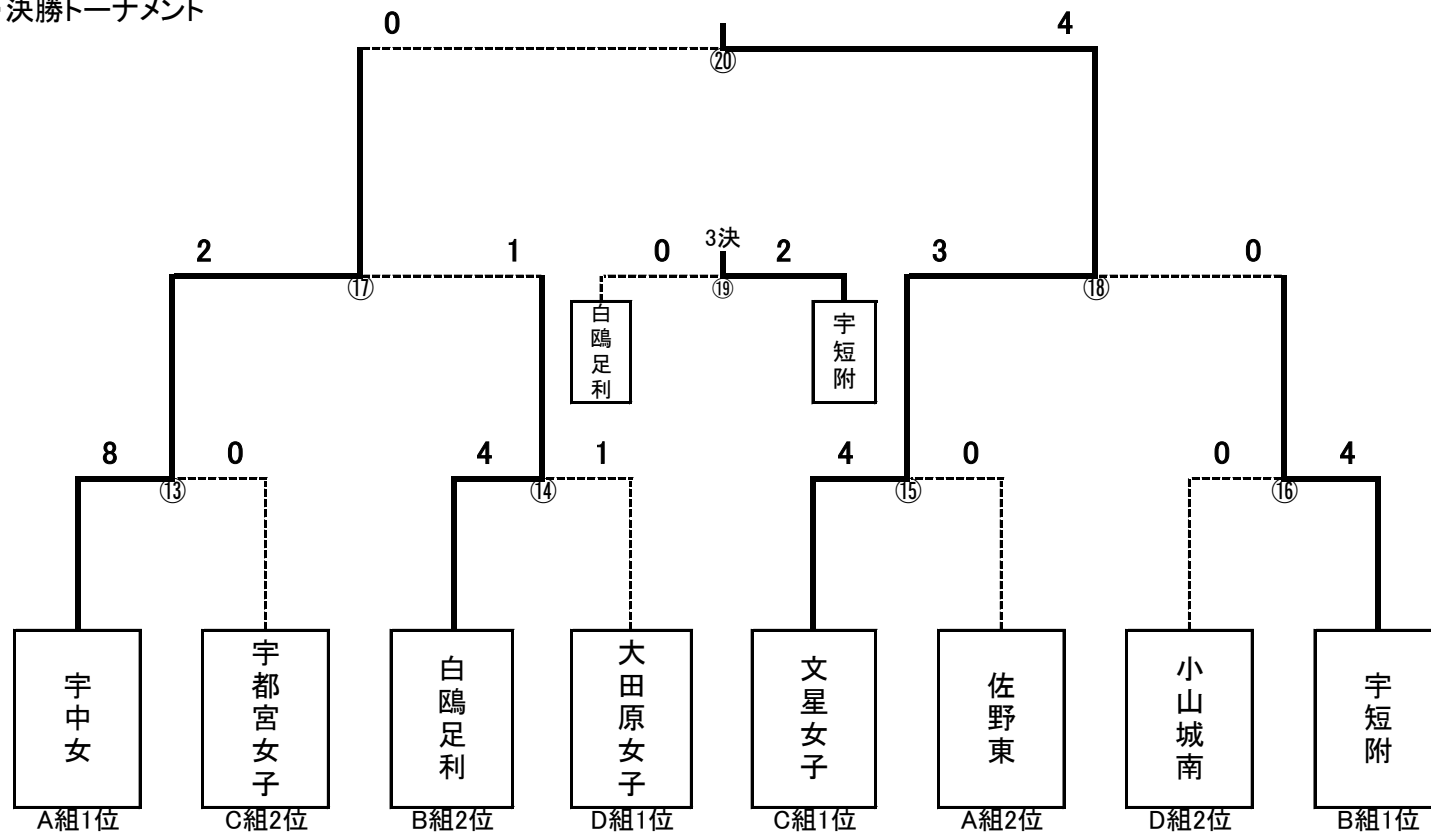 決勝トーナメント
0
4
⑳
2
1
0
3決
2
3
0
⑰
⑲
⑱
白鷗足利
宇短附
8
0
4
1
4
0
0
4
⑬
⑭
⑮
⑯
宇中女
宇都宮女子
白鷗足利
大田原女子
文星女子
佐野東
小山城南
宇短附
A組1位
C組2位
B組2位
D組1位
C組1位
A組2位
D組2位
B組1位